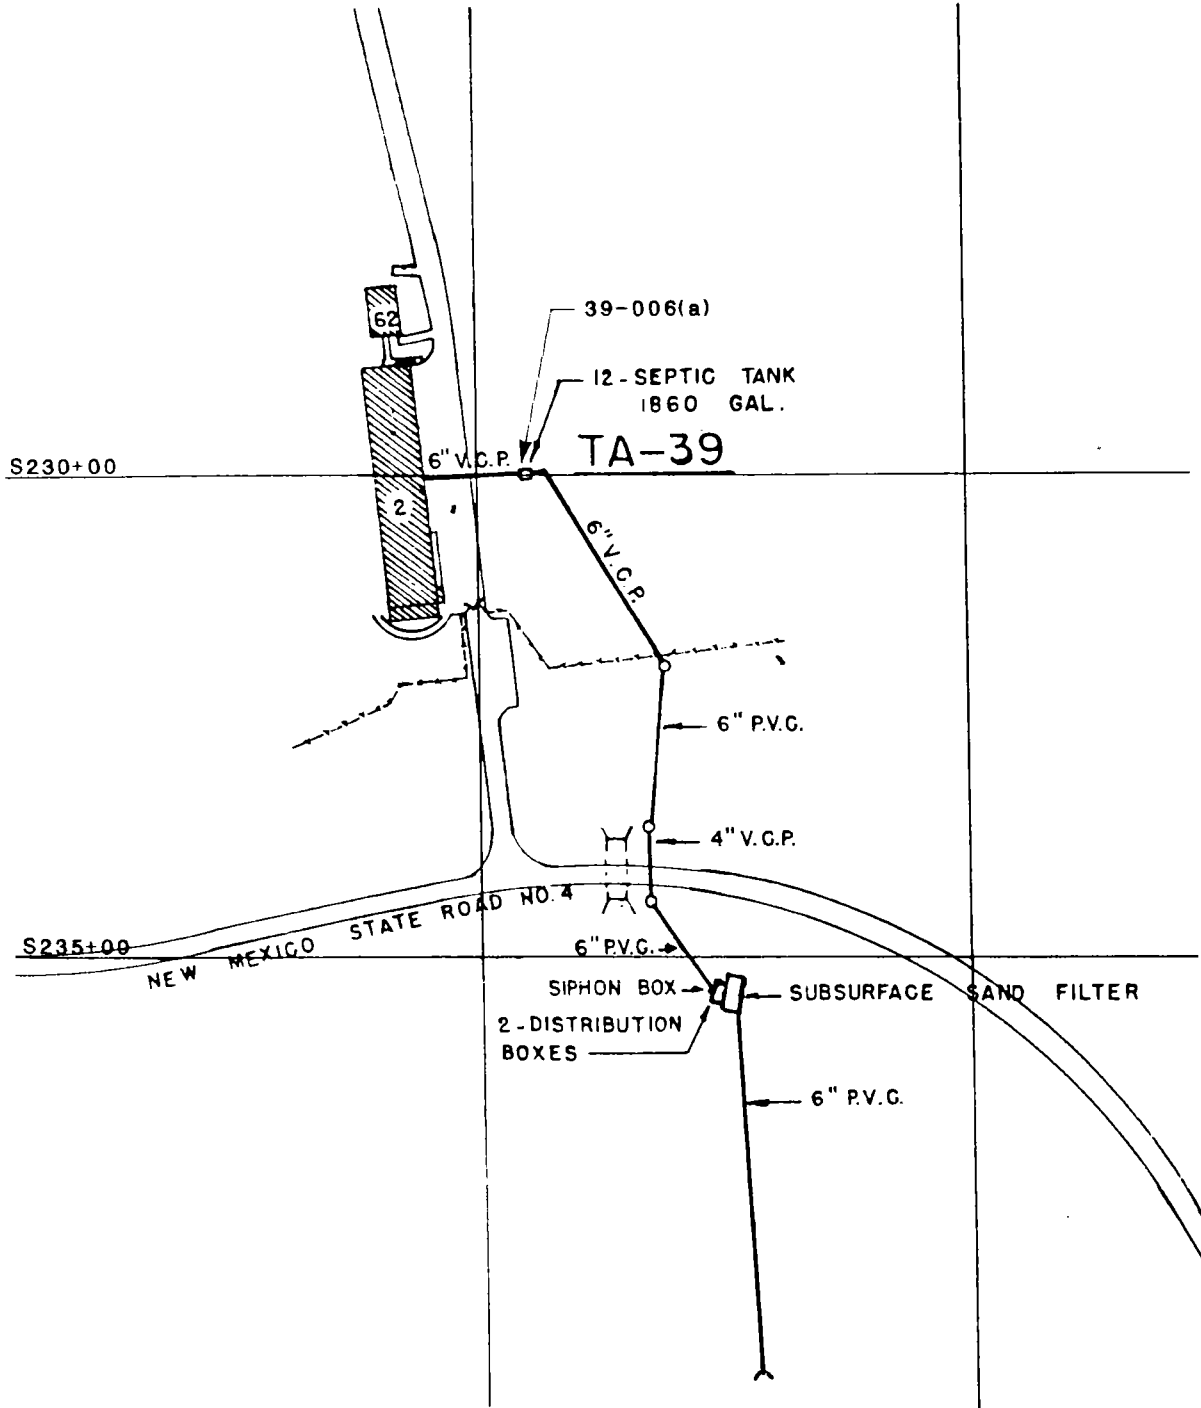 39-006(a)
62
12-SEPTIC TANK
1860 GAL.
TA-39
S230+00
6" V.C.P.
2
6" V.C.P.
6" P.V.C.
4" V.C.P.
NEW MEXICO STATE ROAD NO. 4
S235+00
6" P.V.C.
SIPHON BOX
SUBSURFACE SAND FILTER
2-DISTRIBUTION
BOXES
6" P.V.C.